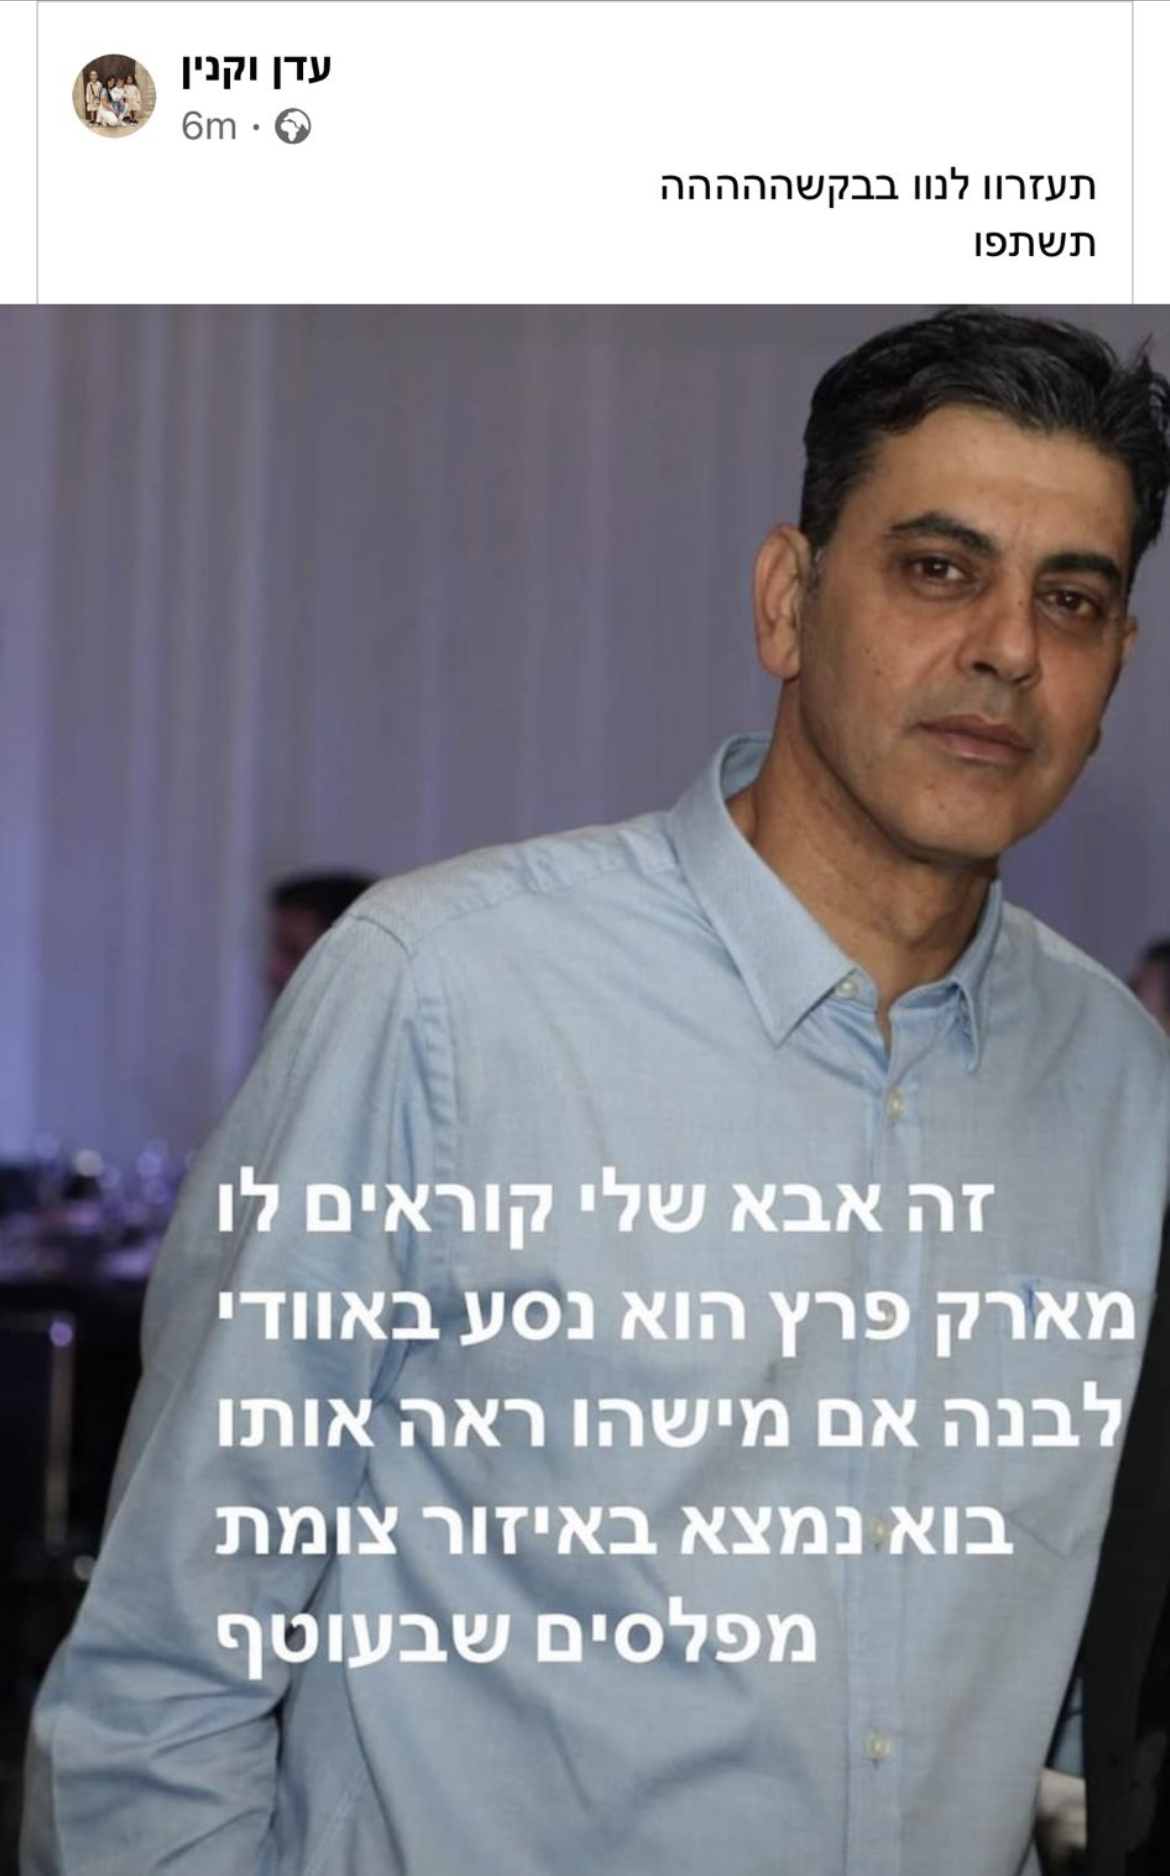 עדן וקנין
6m ·
תעזרוו לנוו בבקשההההה
תשתפו
זה אבא שלי קוראים לו
מארק פרץ הוא נסע באוודי
לבנה אם מישהו ראה אותו
בוא נמצא באיזור צומת
מפלסים שבעוטף